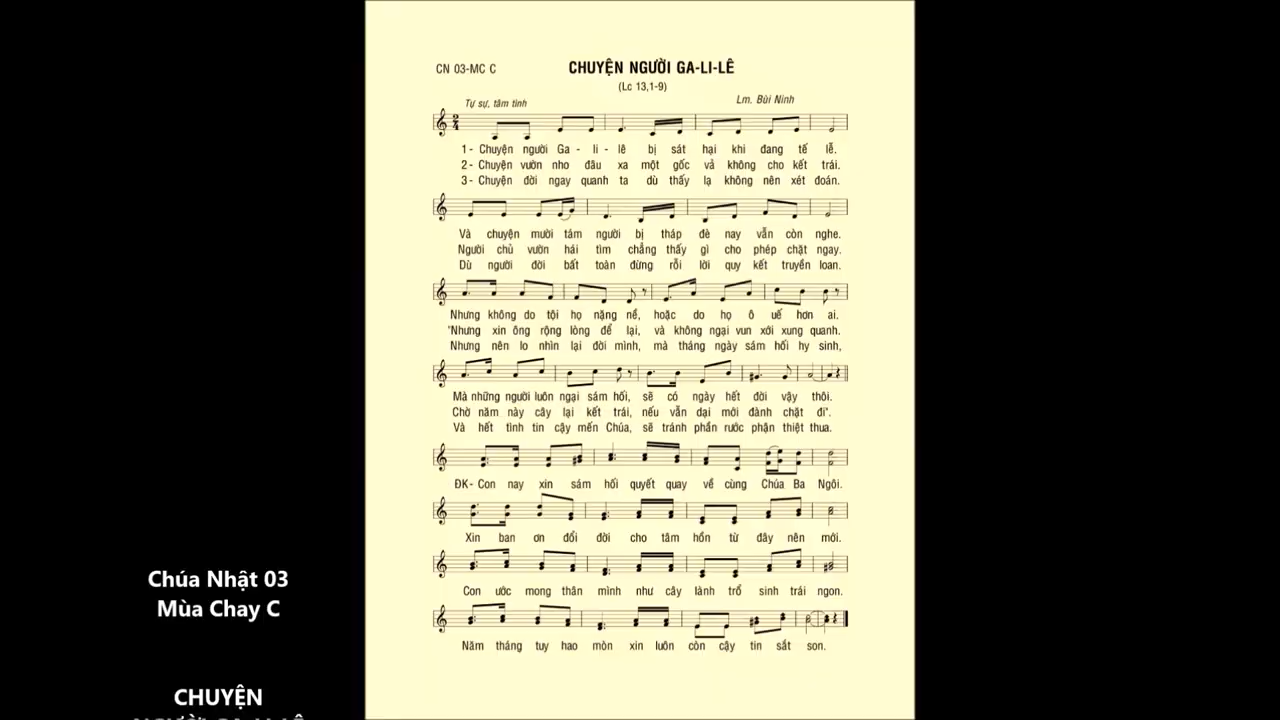 CN 03-MC C
CHUYỆN NGƯỜI GA-LI-LÊ
(Lc 13,1-9)
Tự sự, tâm tình
Lm. Bùi Ninh
1- Chuyện người Ga - li - lê bị sát hại khi đang tế lễ.
2- Chuyện vườn nho đâu xa một gốc vả không cho kết trái.
3- Chuyện đời ngay quanh ta dù thấy lạ không nên xét đoán.
Và chuyện mười tám người bị tháp đè nay vẫn còn nghe.
Người chủ vườn hái tìm chẳng thấy gì cho phép chặt ngay.
Dù người đời bất toàn đừng rỗi lời quy kết truyền loan.
Nhưng không do tội họ nặng nề, hoặc do họ ô uế hơn ai.
"Nhưng xin ông rộng lòng để lại, và không ngại vun xới xung quanh.
Nhưng nên lo nhìn lại đời mình, mà tháng ngày sám hối hy sinh,
Mà những người luôn ngại sám hối, sẽ có ngày hết đời vậy thôi.
Chờ năm này cây lại kết trái, nếu vẫn dại mới đành chặt đi".
Và hết tình tin cậy mến Chúa, sẽ tránh phần rước phận thiệt thua.
ĐK- Con nay xin sám hối quyết quay về cùng Chúa Ba Ngôi.
Xin ban ơn đổi đời cho tâm hồn từ đây nên mới.
Con ước mong thân mình như cây lành trổ sinh trái ngon.
Năm tháng tuy hao mòn xin luôn còn cậy tin sắt son.
Chúa Nhật 03
Mùa Chay C
CHUYỆN
NGƯỜI GA-LI-LÊ